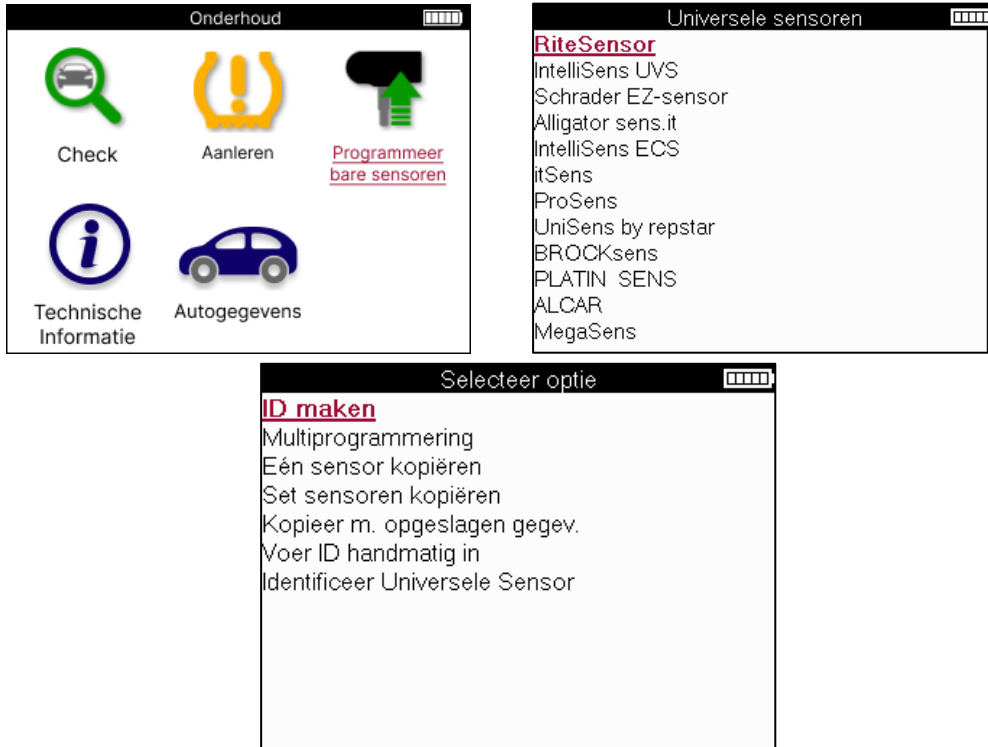 Onderhoud
Check
Aanleren
Programmeer
bare sensoren
Technische
Informatie
Autogegevens
Universele sensoren
RiteSensor
IntelliSens UVS
Schrader EZ-sensor
Alligator sens.it
IntelliSens ECS
itSens
ProSens
UniSens by repstar
BROCKsens
PLATIN SENS
ALCAR
MegaSens
Selecteer optie
ID maken
Multiprogrammering
Eén sensor kopiëren
Set sensoren kopiëren
Kopieer m. opgeslagen gegev.
Voer ID handmatig in
Identificeer Universele Sensor